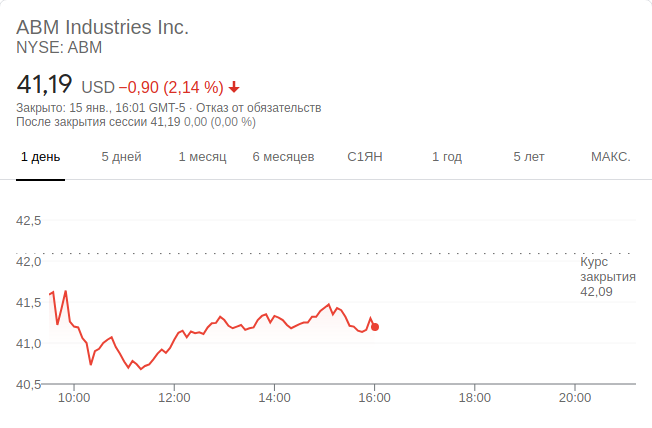 ABM Industries Inc.
NYSE: ABM
41,19 USD −0,90 (2,14 %)
Закрыто: 15 янв., 16:01 GMT-5 · Отказ от обязательств
После закрытия сессии 41,19 0,00 (0,00 %)
1 день 5 дней 1 месяц 6 месяцев С1ЯН 1 год 5 лет МАКС.
42,5
42,0
41,5
41,0
40,5
Курс
закрытия
42,09
10:00 12:00 14:00 16:00 18:00 20:00